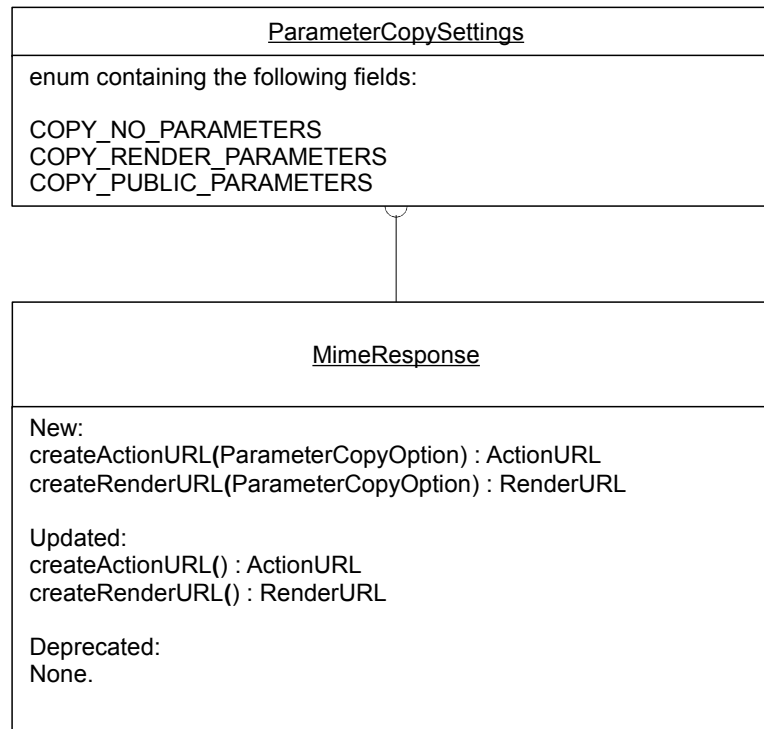 ParameterCopySettings
enum containing the following fields:
COPY_NO_PARAMETERS
COPY_RENDER_PARAMETERS
COPY_PUBLIC_PARAMETERS
MimeResponse
New:
createActionURL(ParameterCopyOption) : ActionURL
createRenderURL(ParameterCopyOption) : RenderURL
Updated:
createActionURL() : ActionURL
createRenderURL() : RenderURL
Deprecated:
None.